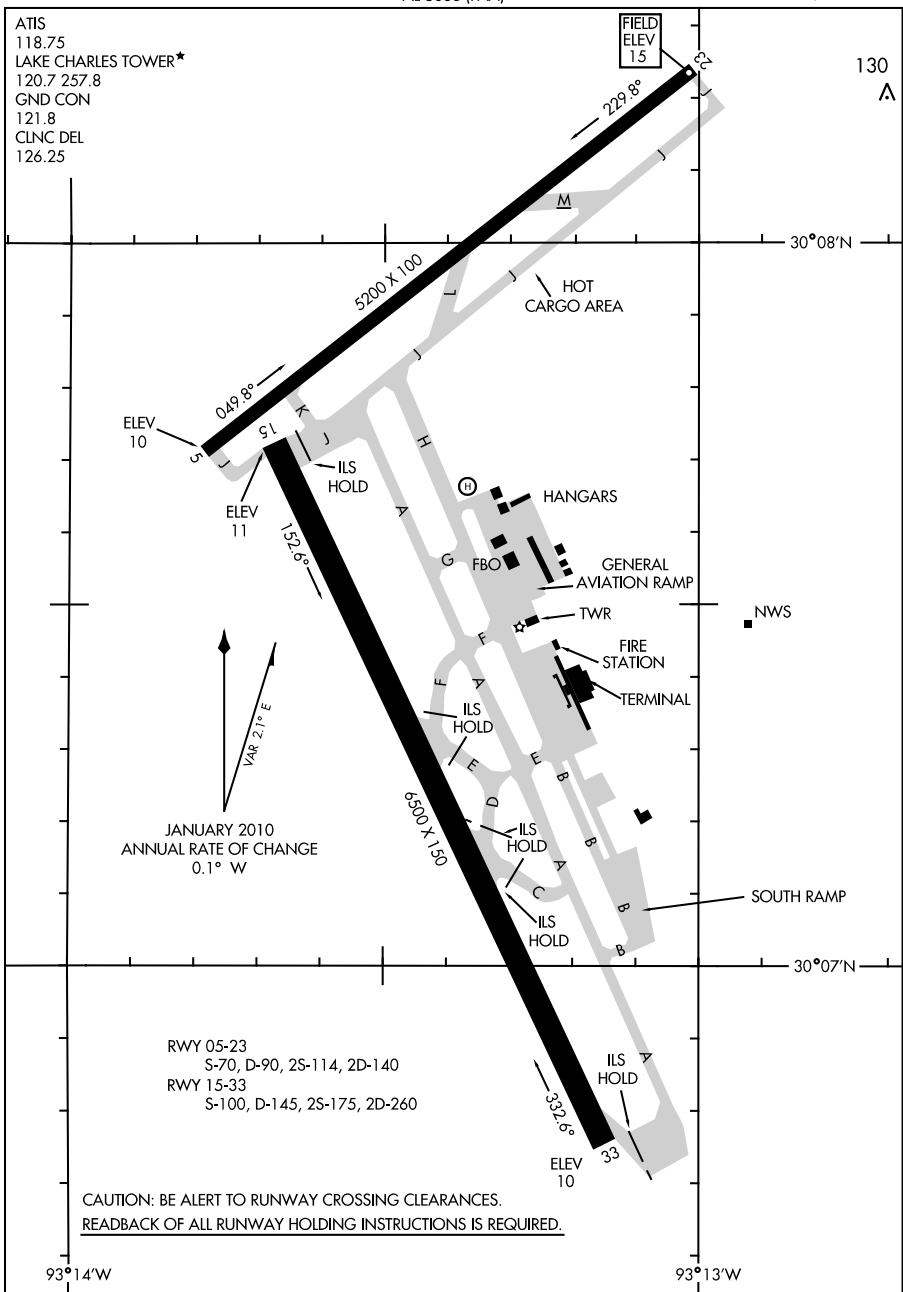 ATIS
118.75
LAKE CHARLES TOWER★
120.7 257.8
GND CON
121.8
CLNC DEL
126.25
FIELD
ELEV
15
23
130
229.8°
J
J
M
30°08'N
5200 X 100
L
J
HOT
CARGO AREA
J
049.8°
K
ELEV
10
5
J
15
J
H
ILS
HOLD
ELEV
11
H
HANGARS
A
152.6°
G
FBO
GENERAL
AVIATION RAMP
TWR
NWS
F
FIRE
STATION
F
A
TERMINAL
VAR 2.1° E
ILS
HOLD
E
E
B
D
6500 X 150
JANUARY 2010
ANNUAL RATE OF CHANGE
0.1° W
ILS
HOLD
B
A
C
SOUTH RAMP
B
ILS
HOLD
B
30°07'N
RWY 05-23
S-70, D-90, 2S-114, 2D-140
RWY 15-33
S-100, D-145, 2S-175, 2D-260
A
ILS
HOLD
332.6°
33
ELEV
10
CAUTION: BE ALERT TO RUNWAY CROSSING CLEARANCES.
READBACK OF ALL RUNWAY HOLDING INSTRUCTIONS IS REQUIRED.
93°14'W
93°13'W